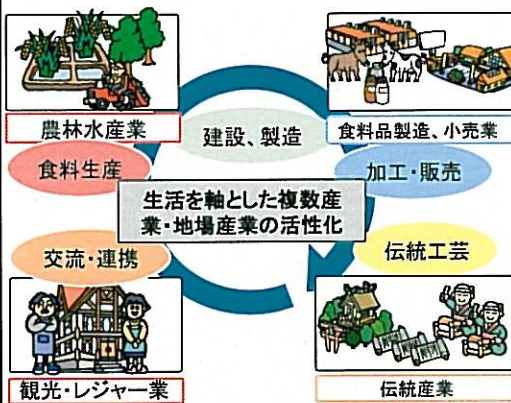 農林水産業
建設、製造
食料品製造、小売業
食料生産
加工・販売
生活を軸とした複数産
業・地場産業の活性化
交流・連携
伝統工芸
観光・レジャー業
伝統産業